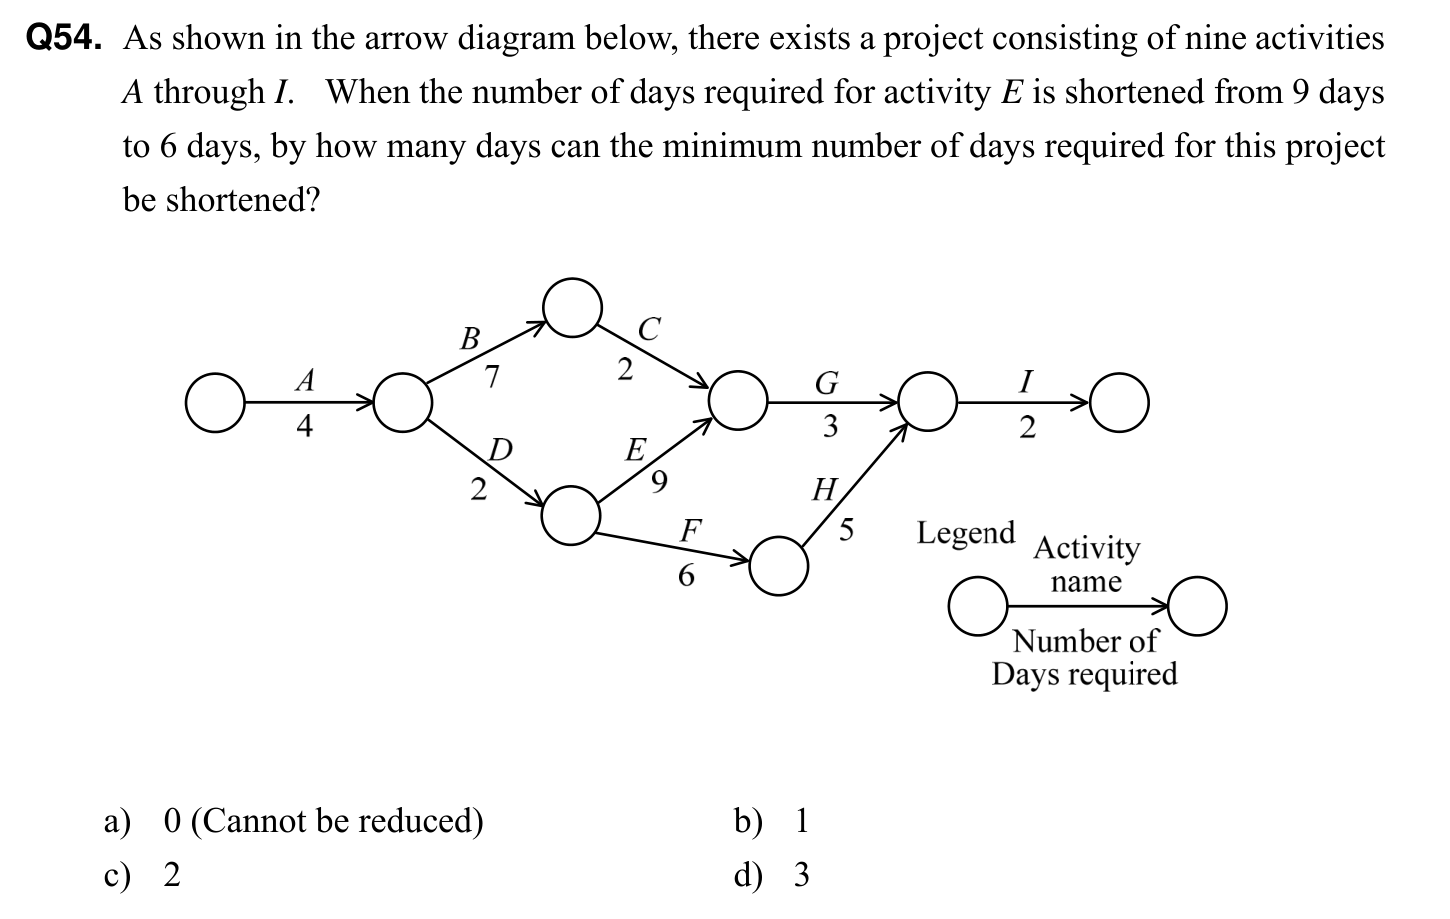 Q54. As shown in the arrow diagram below, there exists a project consisting of nine activities
A through I. When the number of days required for activity E is shortened from 9 days
to 6 days, by how many days can the minimum number of days required for this project
be shortened?
B
7
C
2
A
4
G
3
I
2
D
2
E
9
H
5
F
6
Legend
Activity
name
Number of
Days required
a) 0 (Cannot be reduced) b) 1
c) 2 d) 3